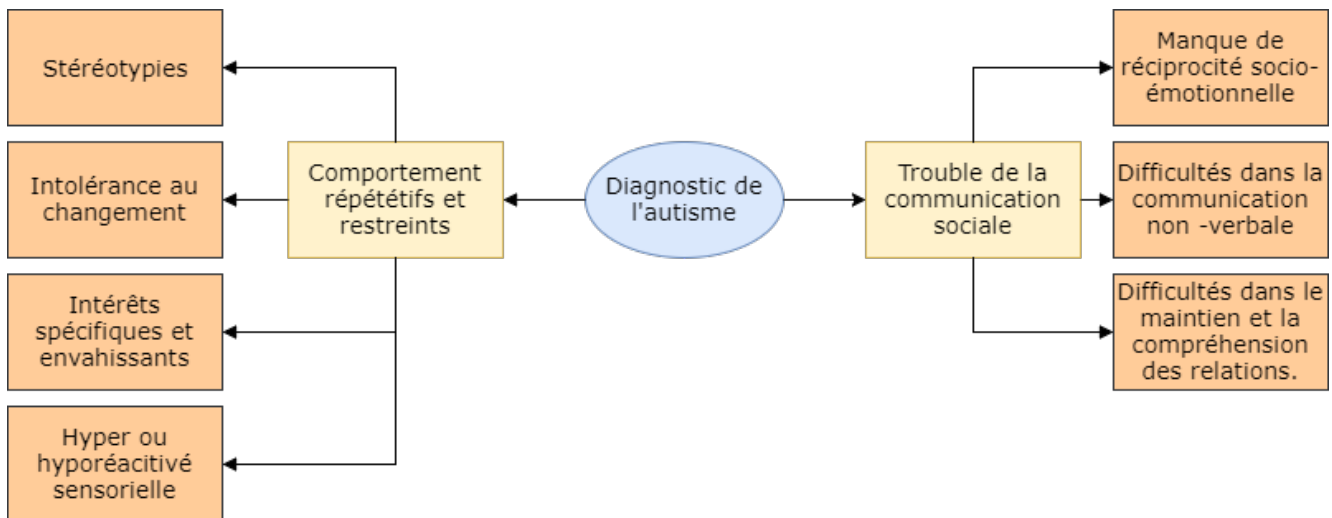 Stéréotypies
Intolérance au
changement
Intérêts
spécifiques et
envahissants
Hyper ou
hyporéacitivé
sensorielle
Comportement
répététifs et
restreints
Diagnostic de
l'autisme
Trouble de la
communication
sociale
Manque de
réciprocité socio-
émotionnelle
Difficultés dans la
communication
non -verbale
Difficultés dans le
maintien et la
compréhension
des relations.